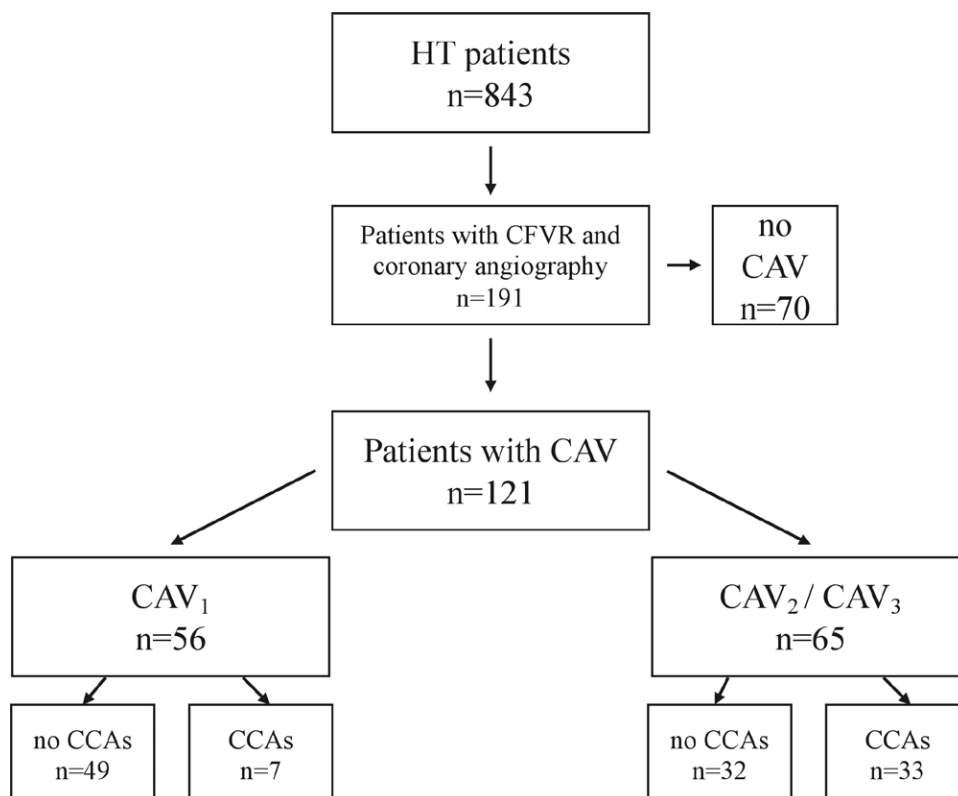 HT patients
n=843
Patients with CFVR and
coronary angiography
n=191
no
CAV
n=70
Patients with CAV
n=121
CAV₁
n=56
CAV₂ / CAV₃
n=65
no CCAs
n=49
CCAs
n=7
no CCAs
n=32
CCAs
n=33